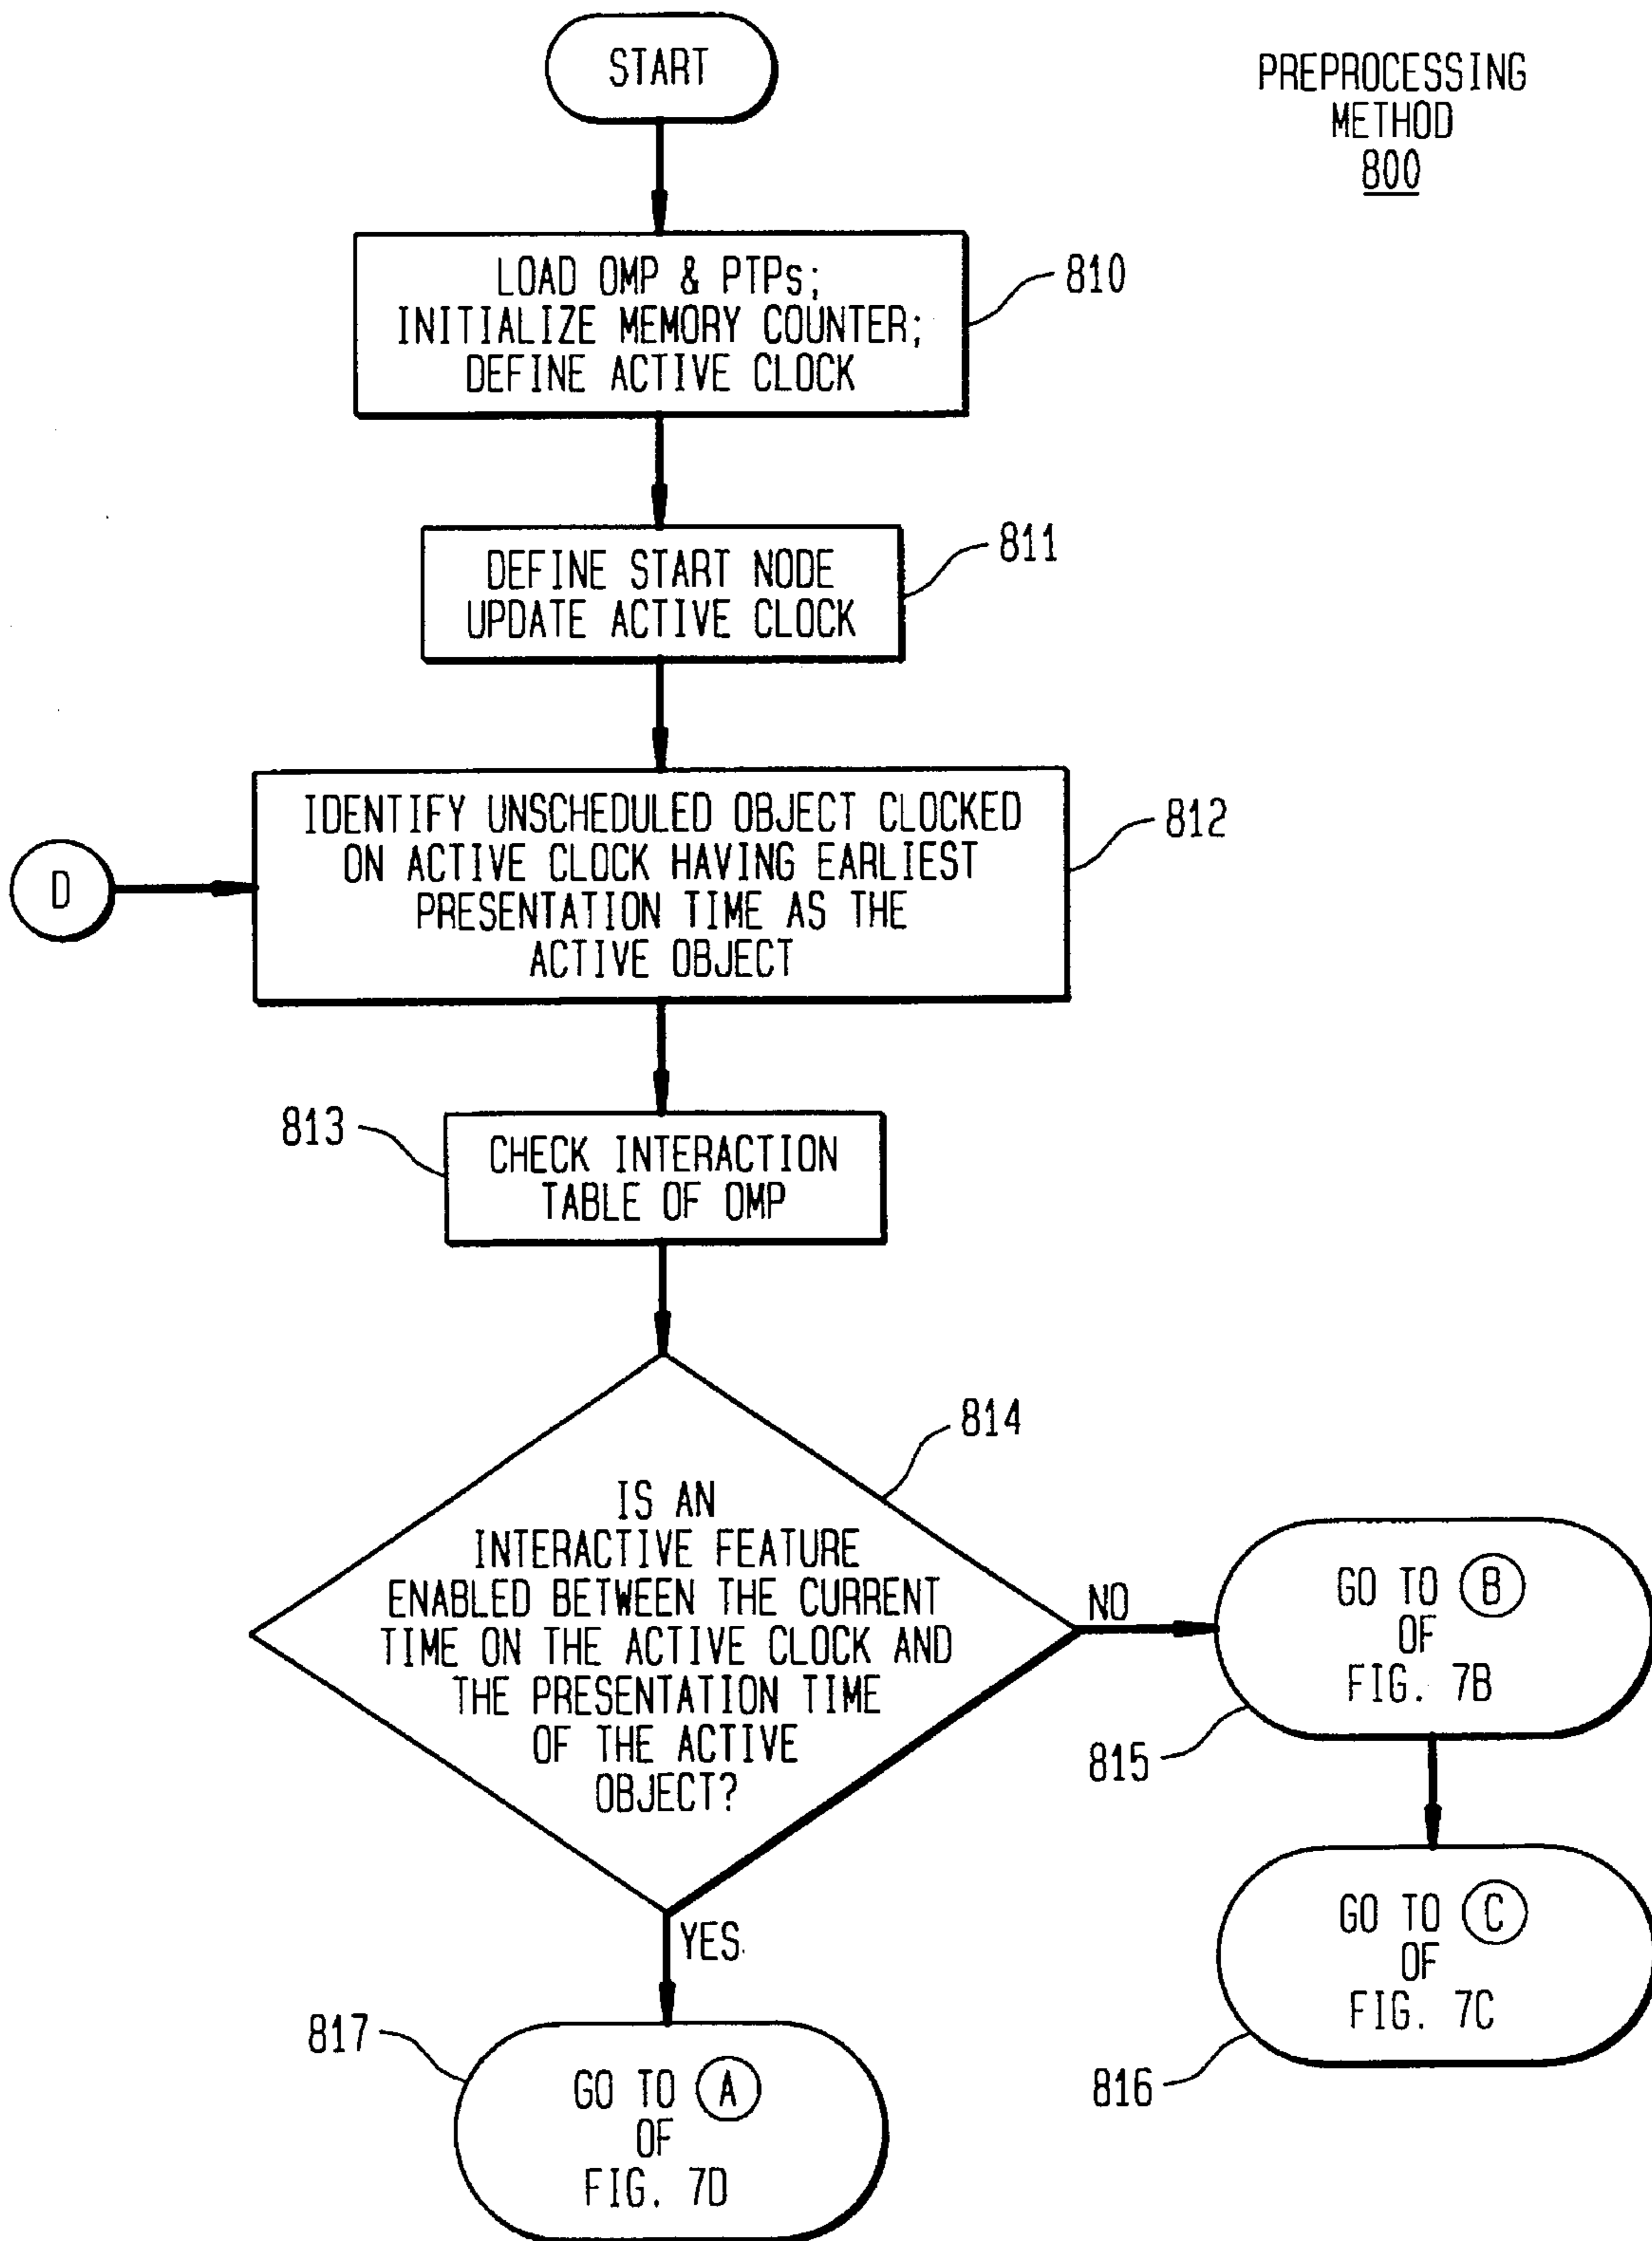 START
PREPROCESSING
METHOD
800
LOAD OMP & PTPs;
INITIALIZE MEMORY COUNTER;
DEFINE ACTIVE CLOCK
810
DEFINE START NODE
UPDATE ACTIVE CLOCK
811
IDENTIFY UNSCHEDULED OBJECT CLOCKED
ON ACTIVE CLOCK HAVING EARLIEST
PRESENTATION TIME AS THE
ACTIVE OBJECT
812
D
813
CHECK INTERACTION
TABLE OF OMP
814
IS AN
INTERACTIVE FEATURE
ENABLED BETWEEN THE CURRENT
TIME ON THE ACTIVE CLOCK AND
THE PRESENTATION TIME
OF THE ACTIVE
OBJECT?
NO
GO TO B
OF
FIG. 7B
815
GO TO C
OF
FIG. 7C
816
YES
817
GO TO A
OF
FIG. 7D